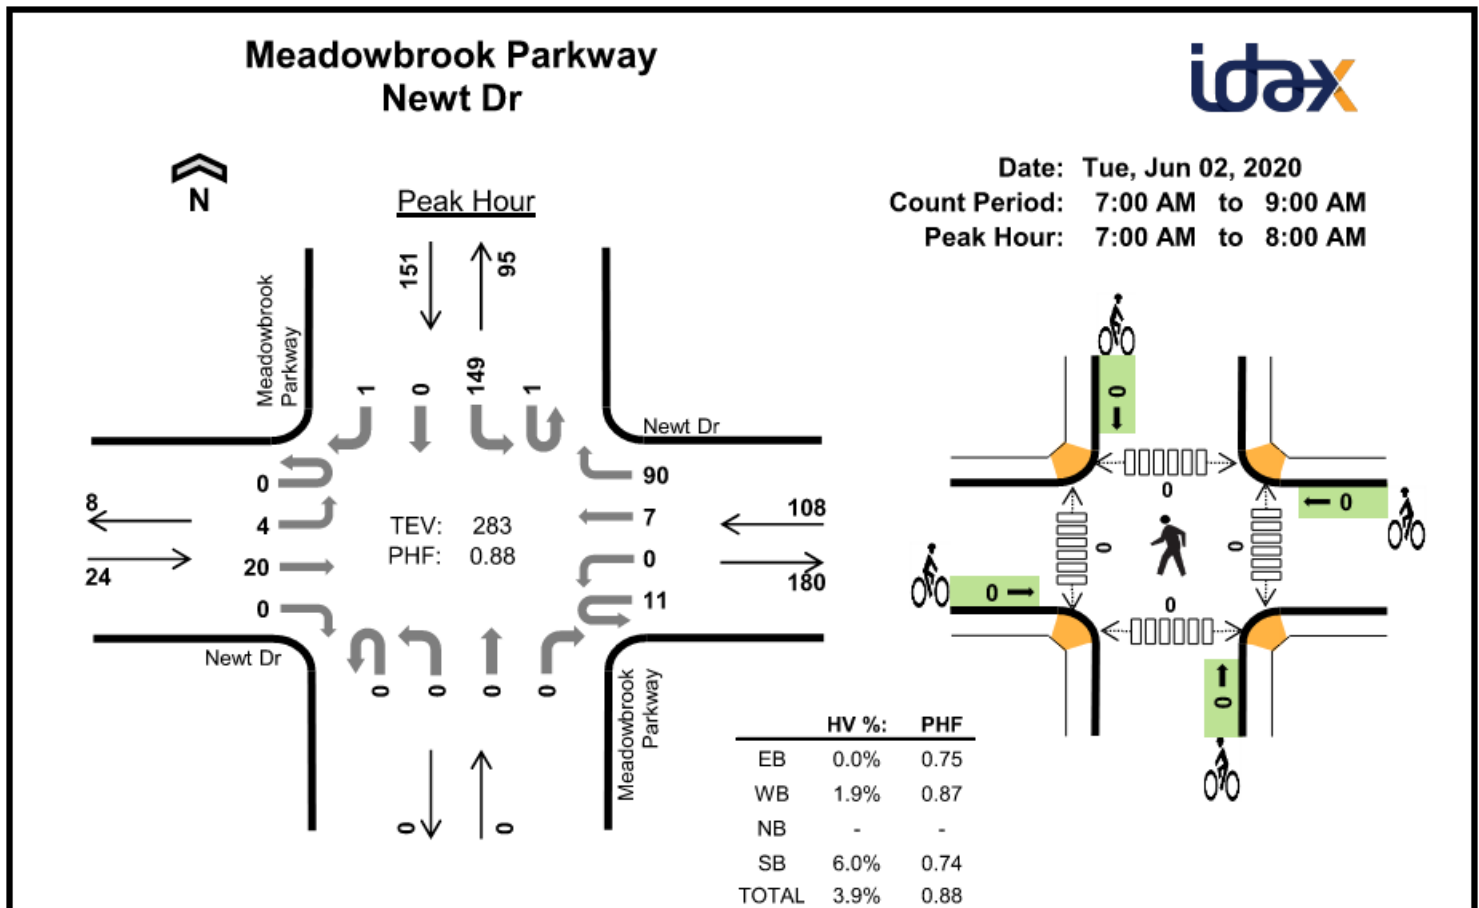 Meadowbrook Parkway
Newt Dr
idax
Date: Tue, Jun 02, 2020
Count Period: 7:00 AM to 9:00 AM
Peak Hour: 7:00 AM to 8:00 AM
N
Peak Hour
151
95
Meadowbrook
Parkway
1
0
149
1
Newt Dr
0
90
8
4
TEV: 283
7
108
24
20
PHF: 0.88
0
180
0
11
Newt Dr
0
0
0
0
Meadowbrook
Parkway
0
0
HV %: PHF
EB 0.0% 0.75
WB 1.9% 0.87
NB - -
SB 6.0% 0.74
TOTAL 3.9% 0.88
0
0
0
0
0
0
0
0